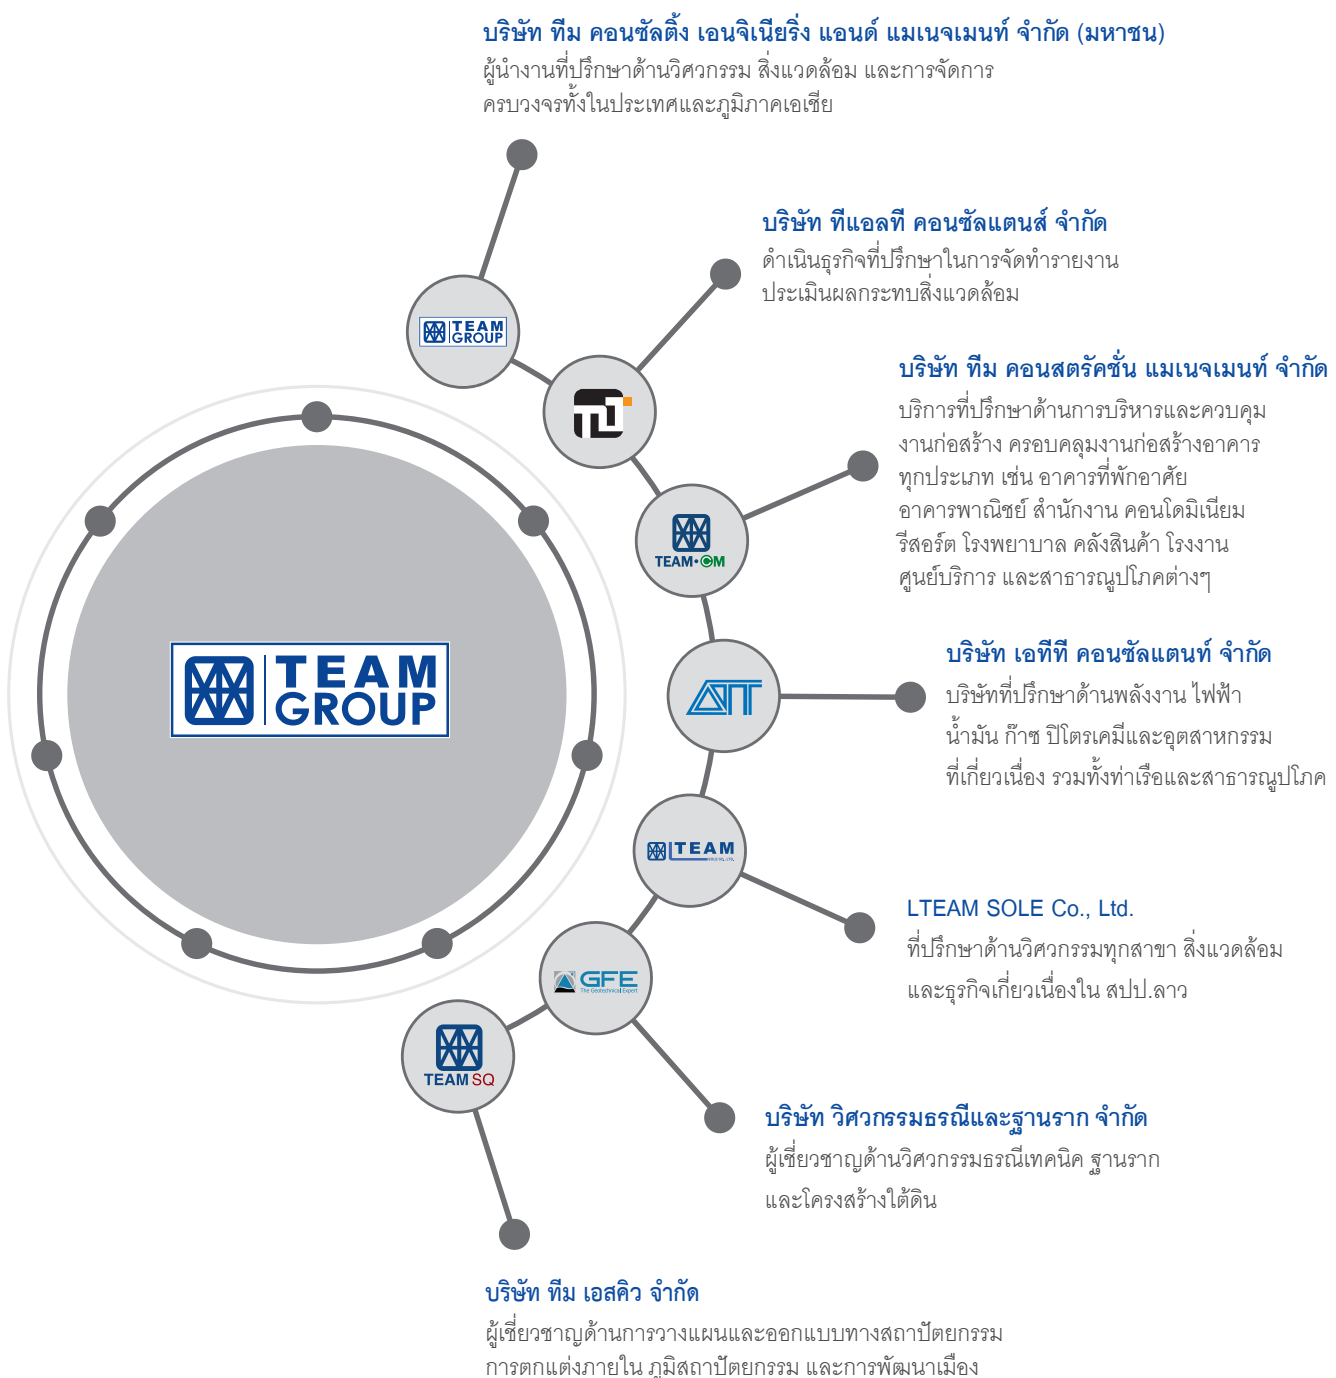 บริษัท ทีม คอนซัลติ้ง เอนจิเนียริ่ง แอนด์ แมเนจเมนท์ จำกัด (มหาชน)
ผู้นำงานที่ปรึกษาด้านวิศวกรรม สิ่งแวดล้อม และการจัดการ
ครบวงจรทั้งในประเทศและภูมิภาคเอเชีย
TEAM
GROUP
บริษัท ทีแอลที คอนซัลแตนส์ จำกัด
ดำเนินธุรกิจที่ปรึกษาในการจัดทำรายงาน
ประเมินผลกระทบสิ่งแวดล้อม
บริษัท ทีม คอนสตรัคชั่น แมเนจเมนท์ จำกัด
บริการที่ปรึกษาด้านการบริหารและควบคุม
งานก่อสร้าง ครอบคลุมงานก่อสร้างอาคาร
ทุกประเภท เช่น อาคารที่พักอาศัย
อาคารพาณิชย์ สำนักงาน คอนโดมิเนียม
รีสอร์ต โรงพยาบาล คลังสินค้า โรงงาน
ศูนย์บริการ และสาธารณูปโภคต่างๆ
TEAM•CM
TEAM
GROUP
ATT
บริษัท เอทีที คอนซัลแตนท์ จำกัด
บริษัทที่ปรึกษาด้านพลังงาน ไฟฟ้า
น้ำมัน ก๊าซ ปิโตรเคมีและอุตสาหกรรม
ที่เกี่ยวเนื่อง รวมทั้งท่าเรือและสาธารณูปโภค
LTEAM
LTEAM SOLE Co., Ltd.
ที่ปรึกษาด้านวิศวกรรมทุกสาขา สิ่งแวดล้อม
และธุรกิจเกี่ยวเนื่องใน สปป.ลาว
GFE
The Geotechnical Expert
TEAM SQ
บริษัท วิศวกรรมธรณีและฐานราก จำกัด
ผู้เชี่ยวชาญด้านวิศวกรรมธรณีเทคนิค ฐานราก
และโครงสร้างใต้ดิน
บริษัท ทีม เอสคิว จำกัด
ผู้เชี่ยวชาญด้านการวางแผนและออกแบบทางสถาปัตยกรรม
การตกแต่งภายใน ภูมิสถาปัตยกรรม และการพัฒนาเมือง